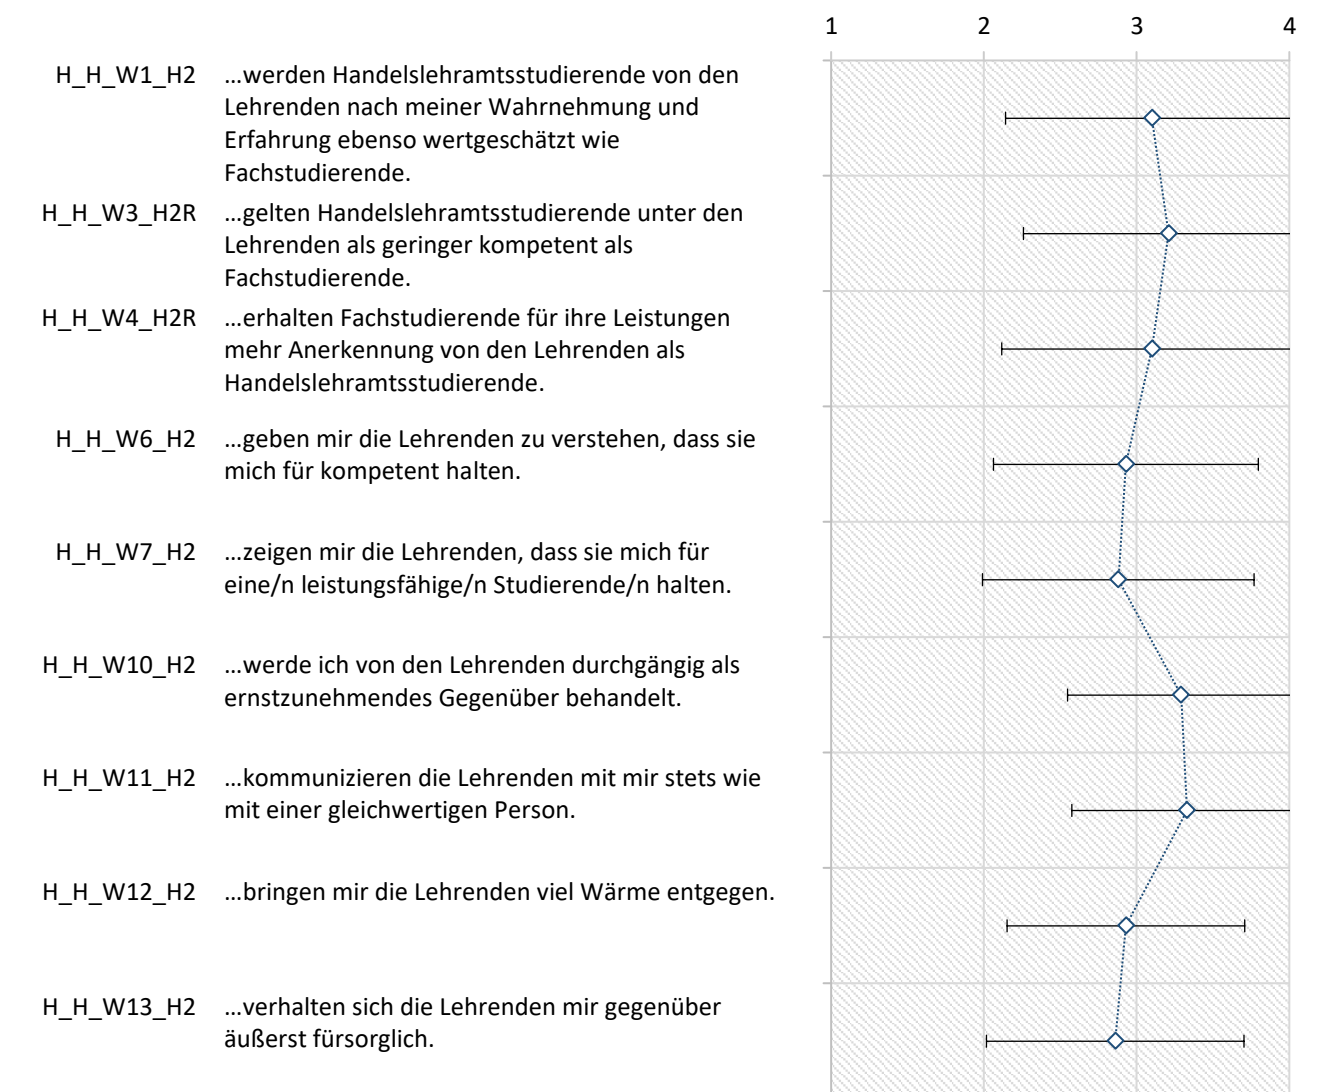 1 2 3 4
H_H_W1_H2 …werden Handelslehramtsstudierende von den
Lehrenden nach meiner Wahrnehmung und
Erfahrung ebenso wertgeschätzt wie
Fachstudierende.
H_H_W3_H2R …gelten Handelslehramtsstudierende unter den
Lehrenden als geringer kompetent als
Fachstudierende.
H_H_W4_H2R …erhalten Fachstudierende für ihre Leistungen
mehr Anerkennung von den Lehrenden als
Handelslehramtsstudierende.
H_H_W6_H2 …geben mir die Lehrenden zu verstehen, dass sie
mich für kompetent halten.
H_H_W7_H2 …zeigen mir die Lehrenden, dass sie mich für
eine/n leistungsfähige/n Studierende/n halten.
H_H_W10_H2 …werde ich von den Lehrenden durchgängig als
ernstzunehmendes Gegenüber behandelt.
H_H_W11_H2 …kommunizieren die Lehrenden mit mir stets wie
mit einer gleichwertigen Person.
H_H_W12_H2 …bringen mir die Lehrenden viel Wärme entgegen.
H_H_W13_H2 …verhalten sich die Lehrenden mir gegenüber
äußerst fürsorglich.